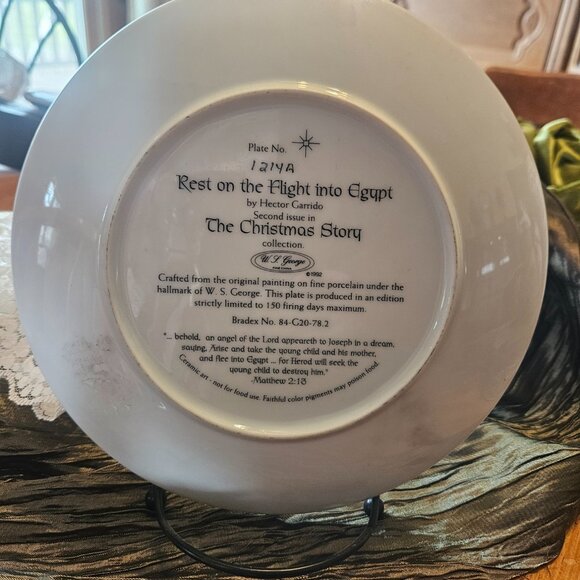 Plate No.
1214A
Rest on the Flight into Egypt
by Hector Garrido
Second issue in
The Christmas Story
collection.
W. S. George
FINE CHINA
©1992
Crafted from the original painting on fine porcelain under the
hallmark of W. S. George. This plate is produced in an edition
strictly limited to 150 firing days maximum.
Bradex No. 84-G20-78.2
"... behold, an angel of the Lord appeareth to Joseph in a dream,
saying, Arise and take the young child and his mother,
and flee into Egypt ... for Herod will seek the
young child to destroy him."
-Matthew 2:13
Ceramic art - not for food use. Faithful color pigments may poison food.